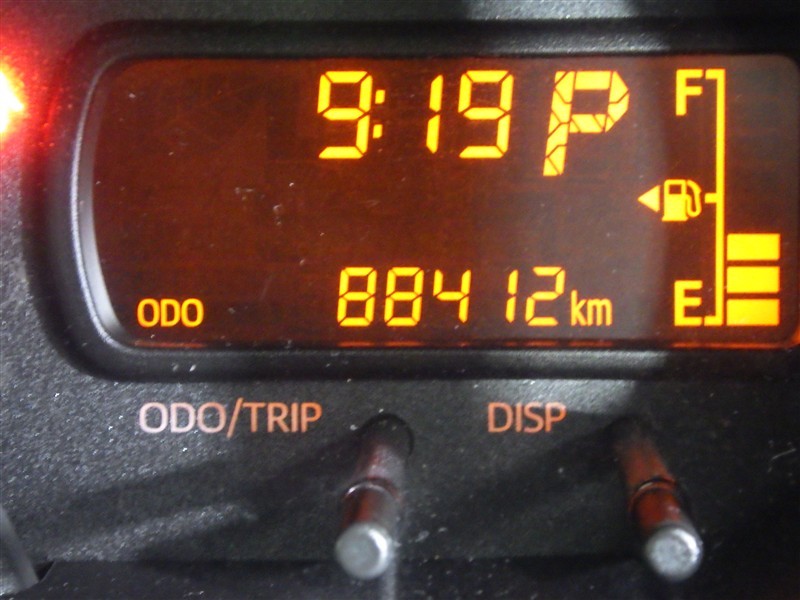 9:19 P F
ODO 88412 km E
ODO/TRIP DISP